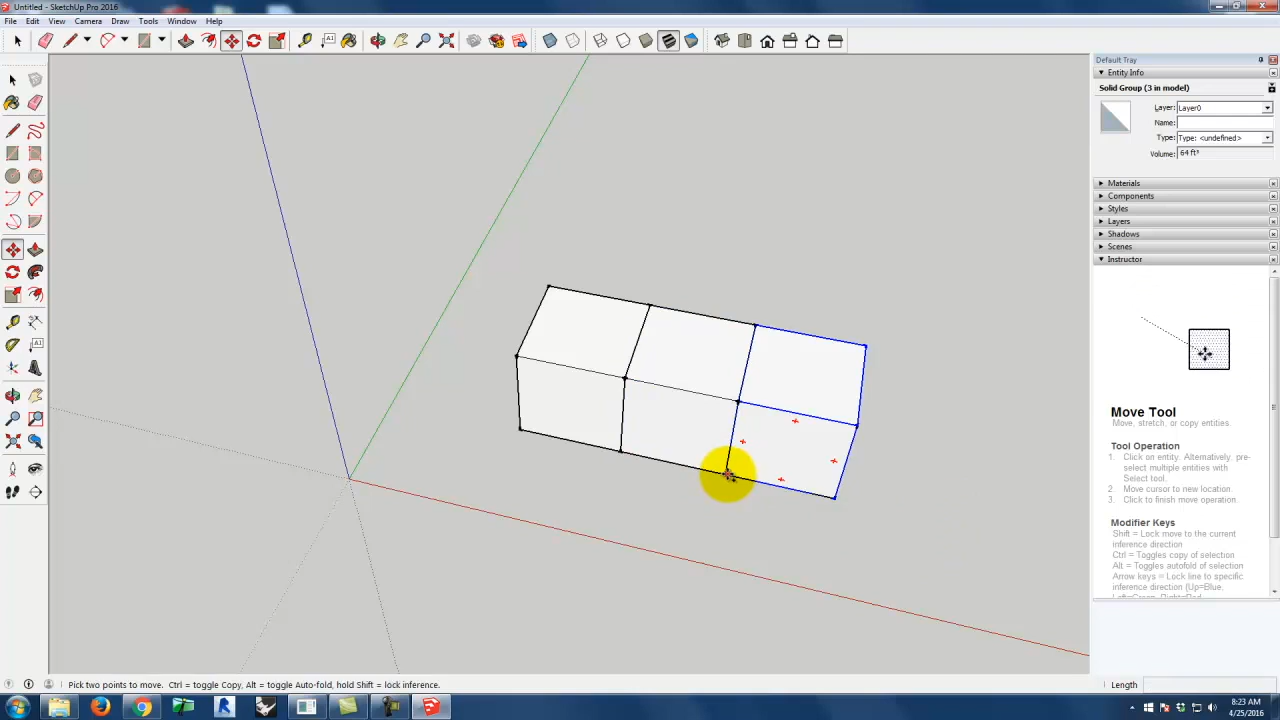 Untitled - SketchUp Pro 2016
File Edit View Camera Draw Tools Window Help
Default Tray
Entity Info
Solid Group (3 in model)
Layer: Layer0
Name:
Type: Type: <undefined>
Volume: 64 ft³
Materials
Components
Styles
Layers
Shadows
Scenes
Instructor
Move Tool
Move, stretch, or copy entities.
Tool Operation
1. Click on entity. Alternatively, pre-
select multiple entities with
Select tool.
2. Move cursor to new location.
3. Click to finish move operation.
Modifier Keys
Shift = Lock move to the current
inference direction
Ctrl = Toggles copy of selection
Alt = Toggles autofold of selection
Arrow keys = Lock line to specific
inference direction (Up=Blue,
Pick two points to move. Ctrl = toggle Copy, Alt = toggle Auto-fold, hold Shift = lock inference.
Length
8:23 AM
4/25/2016